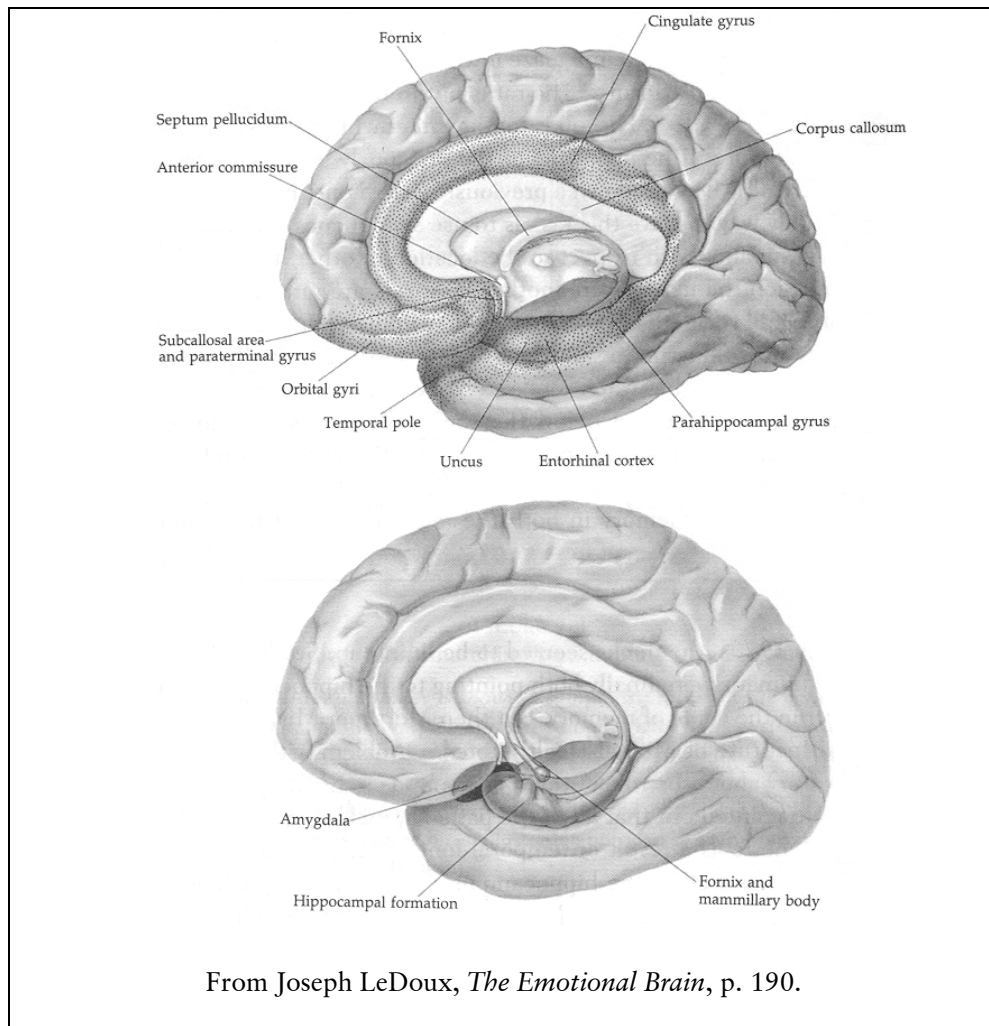 Cingulate gyrus
Fornix
Septum pellucidum
Corpus callosum
Anterior commissure
Subcallosal area
and paraterminal gyrus
Orbital gyri
Temporal pole
Parahippocampal gyrus
Uncus
Entorhinal cortex
Amygdala
Hippocampal formation
Fornix and
mammillary body
From Joseph LeDoux, The Emotional Brain, p. 190.